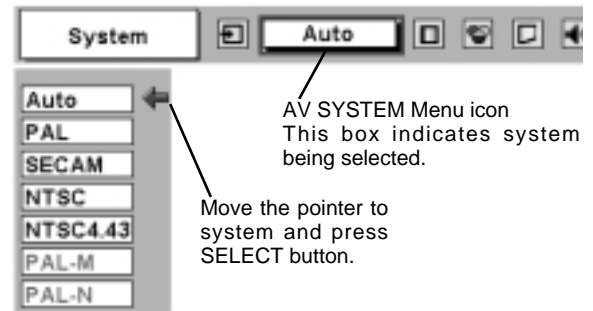 System
Auto
Auto
PAL
SECAM
NTSC
NTSC4.43
PAL-M
PAL-N
AV SYSTEM Menu icon
This box indicates system
being selected.
Move the pointer to
system and press
SELECT button.